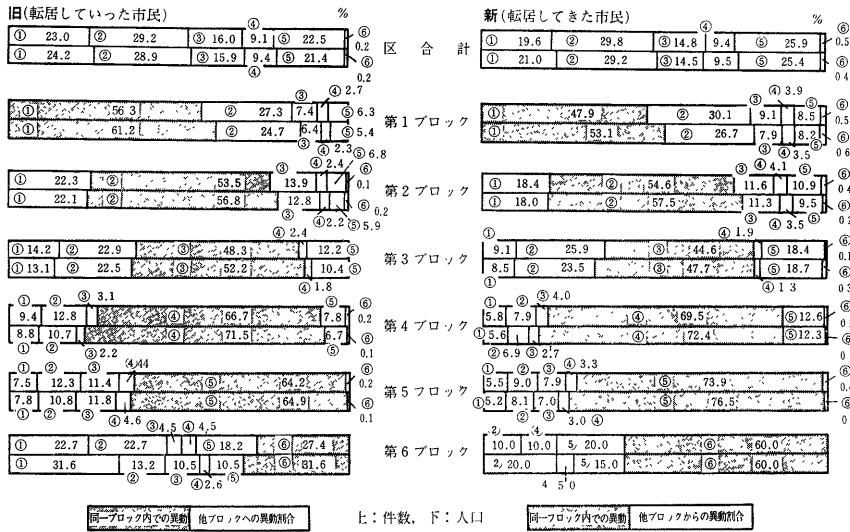 旧(転居していった市民) %
新(転居してきた市民) %
区合計
① 23.0 ② 29.2 ③ 16.0 ④ 9.1 ⑤ 22.5 ⑥ 0.2
① 24.2 ② 28.9 ③ 15.9 ④ 9.4 ⑤ 21.4 ⑥ 0.2
① 19.6 ② 29.8 ③ 14.8 ④ 9.4 ⑤ 25.9 ⑥ 0.5
① 21.0 ② 29.2 ③ 14.5 ④ 9.5 ⑤ 25.4 ⑥ 0.4
第1ブロック
① 56.3 ② 27.3 ③ 7.4 ④ 2.7 ⑤ 6.3
① 61.2 ② 24.7 ③ 6.4 ④ 2.3 ⑤ 5.4
① 47.9 ② 30.1 ③ 9.1 ④ 3.9 ⑤ 8.5 ⑥ 0.5
① 53.1 ② 26.7 ③ 7.9 ④ 3.5 ⑤ 8.2 ⑥ 0 6
第2ブロック
① 22.3 ② 53.5 ③ 13.9 ④ 2.4 ⑤ 6.8 ⑥ 0.1
① 22.1 ② 56.8 ③ 12.8 ④ 2.2 ⑤ 5.9 ⑥ 0.2
① 18.4 ② 54.6 ③ 11.6 ④ 4.1 ⑤ 10.9 ⑥ 0 4
① 18.0 ② 57.5 ③ 11.3 ④ 3.5 ⑤ 9.5 ⑥ 0 2
第3ブロック
① 14.2 ② 22.9 ③ 48.3 ④ 2.4 ⑤ 12.2
① 13.1 ② 22.5 ③ 52.2 ④ 1.8 ⑤ 10.4
① 9.1 ② 25.9 ③ 44.6 ④ 1.9 ⑤ 18.4 ⑥ 0.1
① 8.5 ② 23.5 ③ 47.7 ④ 1 3 ⑤ 18.7 ⑥ 0 3
第4ブロック
① 9.4 ② 12.8 ③ 3.1 ④ 66.7 ⑤ 7.8 ⑥ 0.2
① 8.8 ② 10.7 ③ 2.2 ④ 71.5 ⑤ 6.7 ⑥ 0.1
① 5.8 ② 7.9 ③ 4.0 ④ 69.5 ⑤ 12.6 ⑥
① 5.6 ② 6.9 ③ 2.7 ④ 72.4 ⑤ 12.3 ⑥
第5ブロック
① 7.5 ② 12.3 ③ 11.4 ④ 44 ⑤ 64.2 ⑥ 0.2
① 7.8 ② 10.8 ③ 11.8 ④ 4.6 ⑤ 64.9 ⑥ 0.1
① 5.5 ② 9.0 ③ 7.9 ④ 3.3 ⑤ 73.9 ⑥
① 5.2 ② 8.1 ③ 7.0 ④ 3.0 ⑤ 76.5 ⑥
第6ブロック
① 22.7 ② 22.7 ③ 4.5 ④ 4.5 ⑤ 18.2 ⑥ 27.4
① 31.6 ② 13.2 ③ 10.5 ④ 2.6 ⑤ 10.5 ⑥ 31.6
10.0 10.0 20.0 ⑥ 60.0
20.0 5 0 15.0 ⑥ 60.0
同一ブロック内での異動 他ブロックへの異動割合
上:件数, 下:人口
同一ブロック内での異動 他ブロックからの異動割合